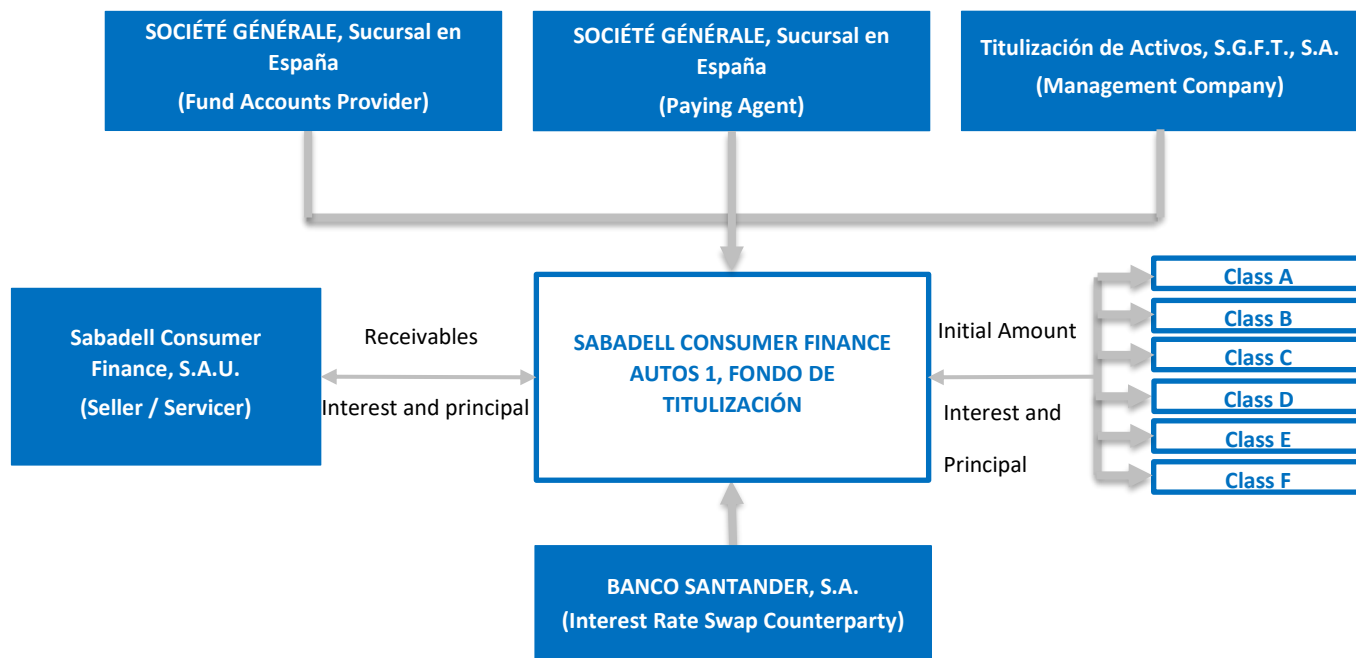 SOCIÉTÉ GÉNÉRALE, Sucursal en
España
(Fund Accounts Provider)
SOCIÉTÉ GÉNÉRALE, Sucursal en
España
(Paying Agent)
Titulización de Activos, S.G.F.T., S.A.
(Management Company)
Sabadell Consumer
Finance, S.A.U.
(Seller / Servicer)
Receivables
Interest and principal
SABADELL CONSUMER FINANCE
AUTOS 1, FONDO DE
TITULIZACIÓN
Initial Amount
Interest and
Principal
Class A
Class B
Class C
Class D
Class E
Class F
BANCO SANTANDER, S.A.
(Interest Rate Swap Counterparty)